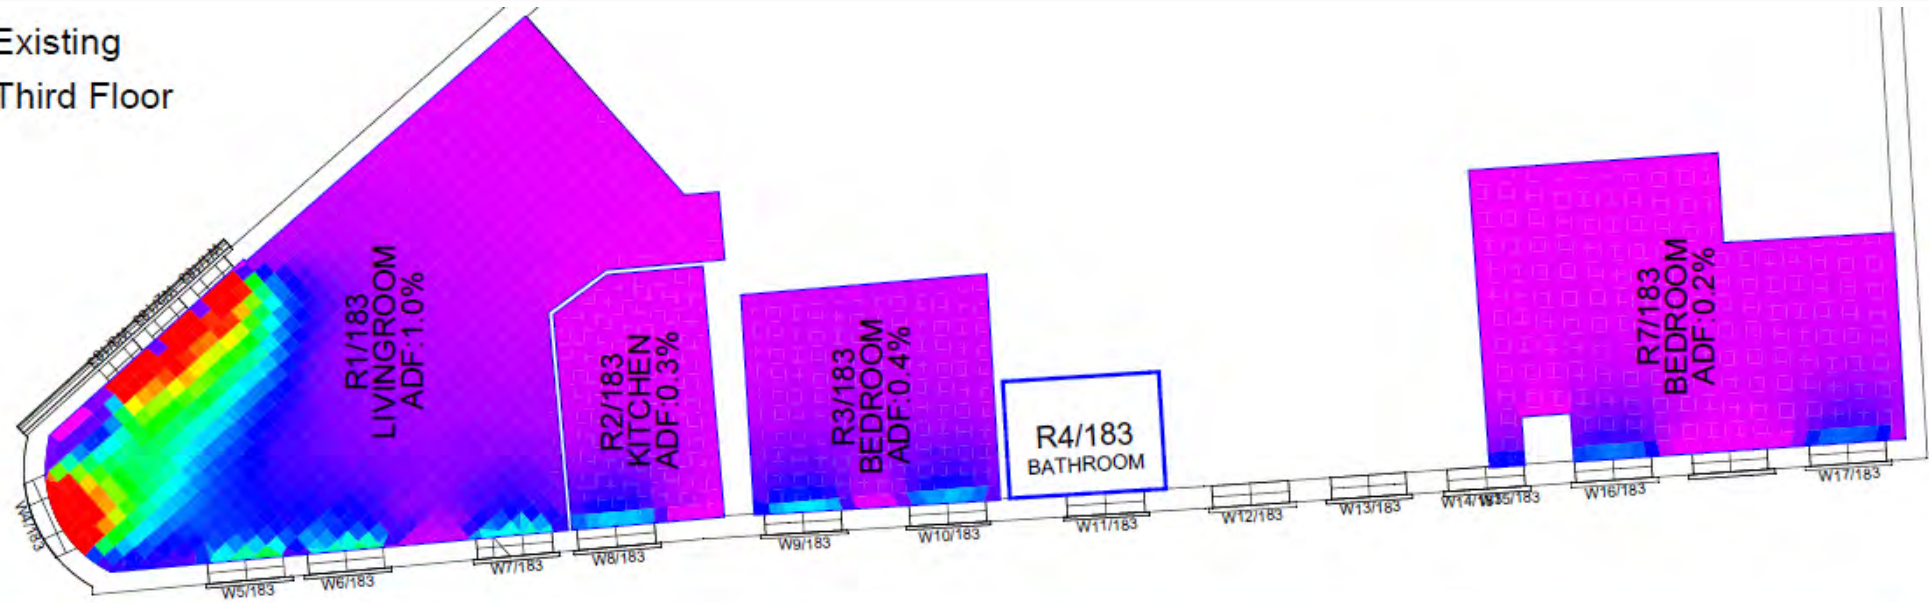 Existing
Third Floor
R1/183
LIVINGROOM
ADF:1.0%
R2/183
KITCHEN
ADF:0.3%
R3/183
BEDROOM
ADF:0.4%
R4/183
BATHROOM
R7/183
BEDROOM
ADF:0.2%
W4/183
W5/183
W6/183
W7/183
W8/183
W9/183
W10/183
W11/183
W12/183
W13/183
W16/183
W17/183